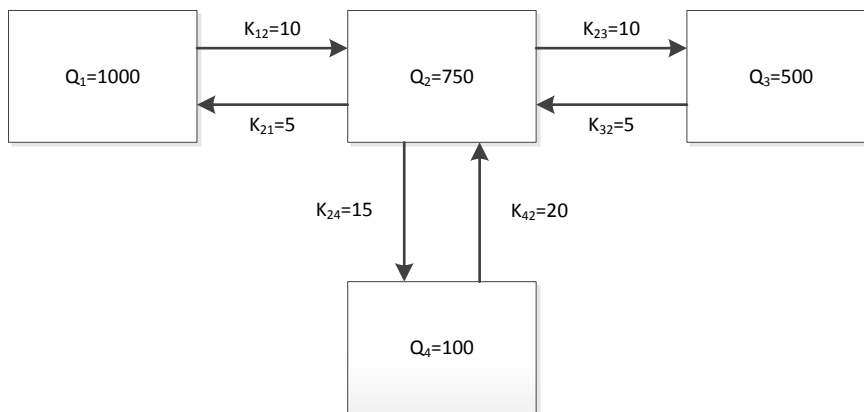 K₁₂=10
K₂₃=10
Q₁=1000
Q₂=750
Q₃=500
K₂₁=5
K₃₂=5
K₂₄=15
K₄₂=20
Q₄=100